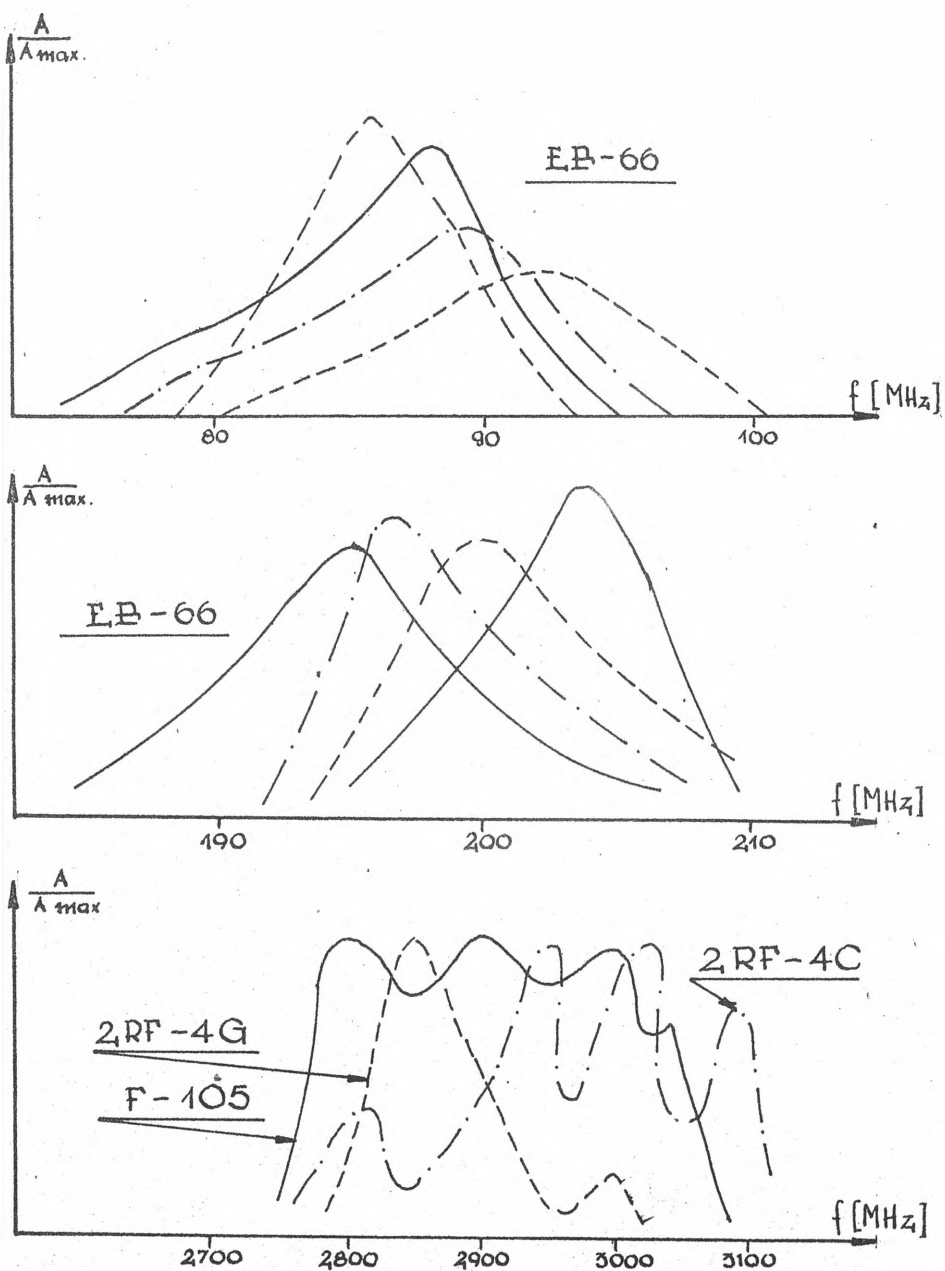 A
A max.
EB-66
f [MHz]
80 90 100
A
A max.
EB-66
f [MHz]
190 200 210
A
A max
2RF-4C
2RF-4G
F-105
f [MHz]
2700 2800 2900 3000 3100